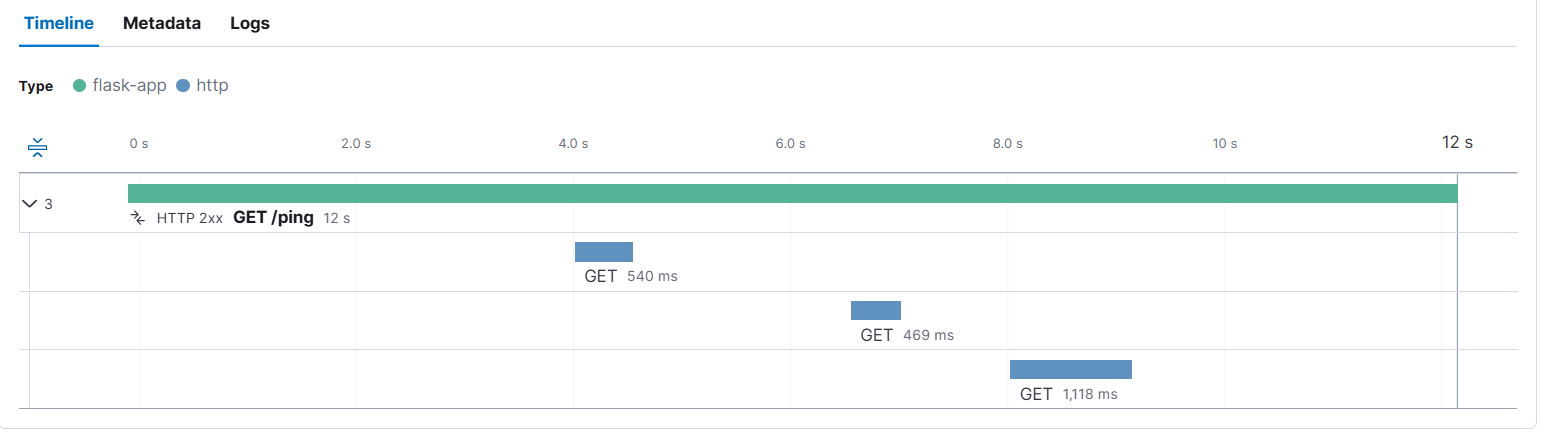 Timeline Metadata Logs
Type flask-app http
0 s 2.0 s 4.0 s 6.0 s 8.0 s 10 s 12 s
3
HTTP 2xx GET /ping 12 s
GET 540 ms
GET 469 ms
GET 1,118 ms